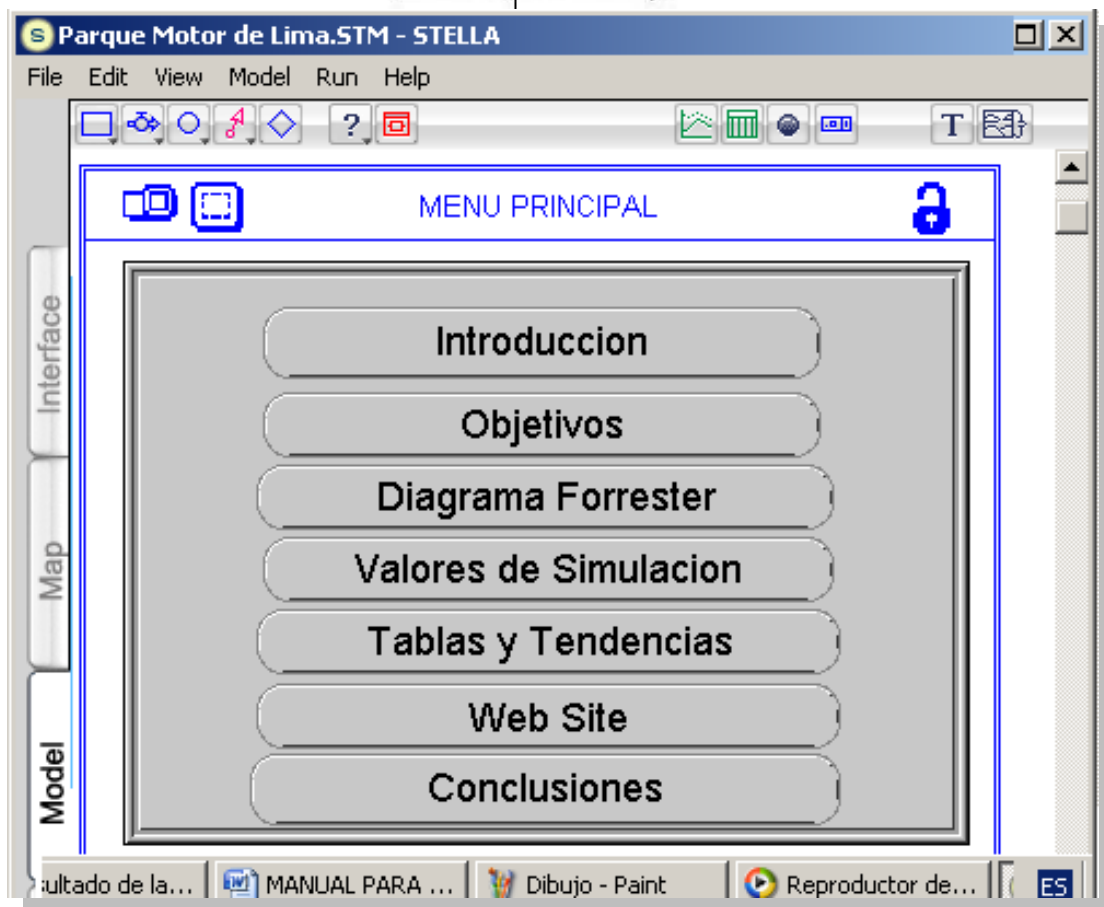 Parque Motor de Lima.STM - STELLA
File Edit View Model Run Help
? T
MENU PRINCIPAL
Interface
Map
Model
Introduccion
Objetivos
Diagrama Forrester
Valores de Simulacion
Tablas y Tendencias
Web Site
Conclusiones
ultado de la... MANUAL PARA ... Dibujo - Paint Reproductor de... ES